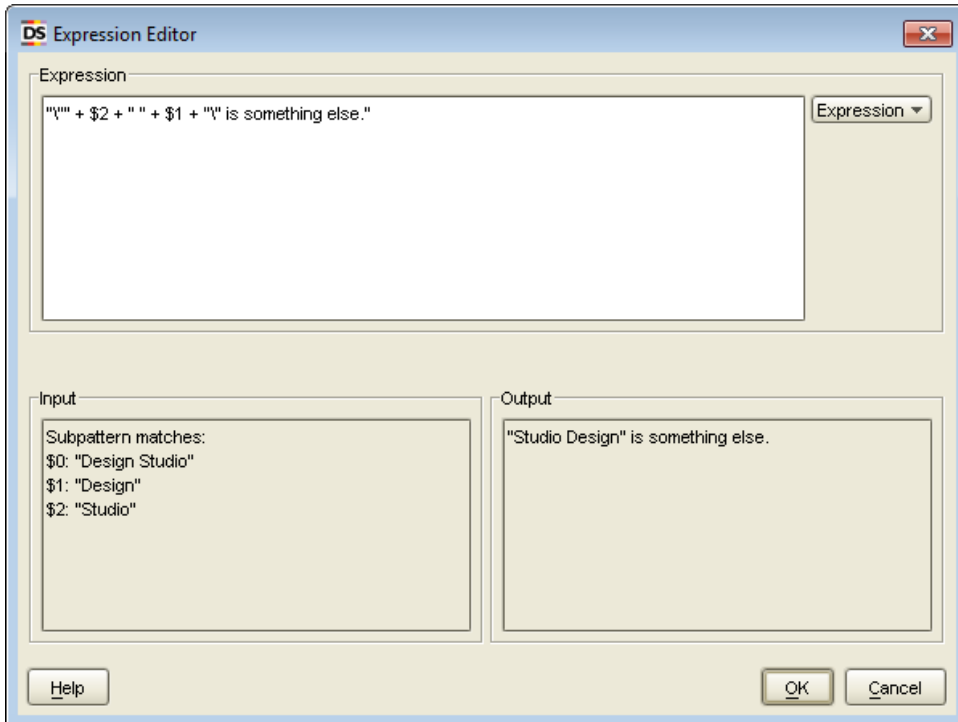 DS Expression Editor
Expression
"\"" + $2 + " " + $1 + "\" is something else."
Expression
Input
Subpattern matches:
$0: "Design Studio"
$1: "Design"
$2: "Studio"
Output
"Studio Design" is something else.
Help
OK
Cancel